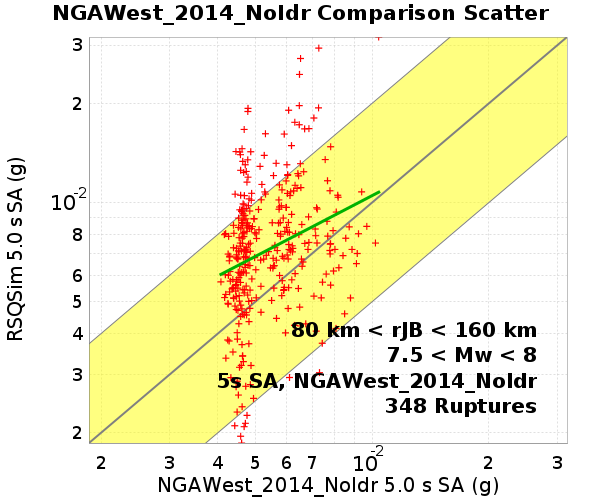 NGAWest_2014_NoIdr Comparison Scatter
3
2
10⁻²
8
6
5
4
3
2
RSQSim 5.0 s SA (g)
80 km < rJB < 160 km
7.5 < Mw < 8
5s SA, NGAWest_2014_NoIdr
348 Ruptures
2 3 4 5 6 7 10⁻² 2 3
NGAWest_2014_NoIdr 5.0 s SA (g)